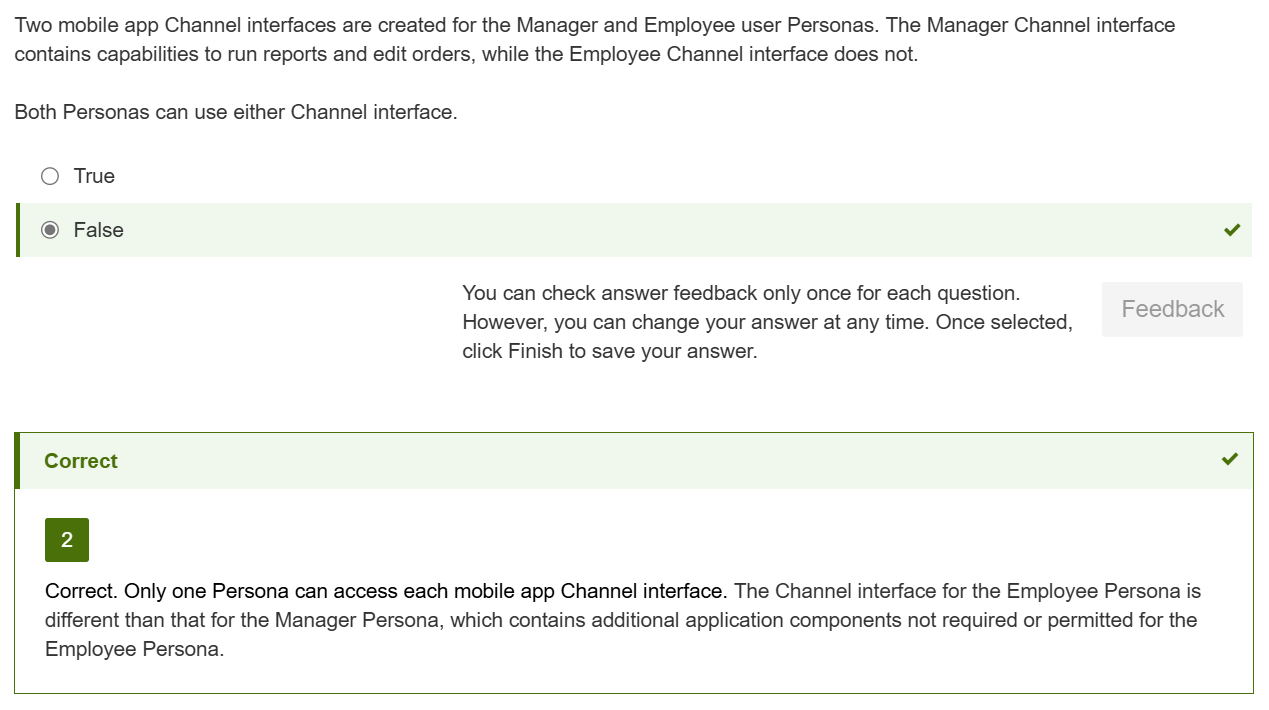 Two mobile app Channel interfaces are created for the Manager and Employee user Personas. The Manager Channel interface
contains capabilities to run reports and edit orders, while the Employee Channel interface does not.
Both Personas can use either Channel interface.
True
False
You can check answer feedback only once for each question.
However, you can change your answer at any time. Once selected,
click Finish to save your answer.
Feedback
Correct
2
Correct. Only one Persona can access each mobile app Channel interface. The Channel interface for the Employee Persona is
different than that for the Manager Persona, which contains additional application components not required or permitted for the
Employee Persona.